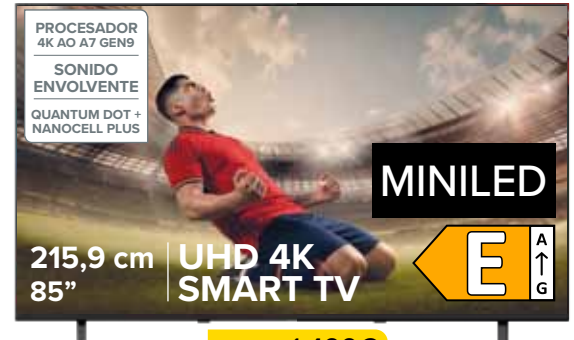 PROCESADOR
4K AO A7 GEN9
SONIDO
ENVOLVENTE
QUANTUM DOT +
NANOCELL PLUS
MINILED
215,9 cm
85”
UHD 4K
SMART TV
E
A
↑
G